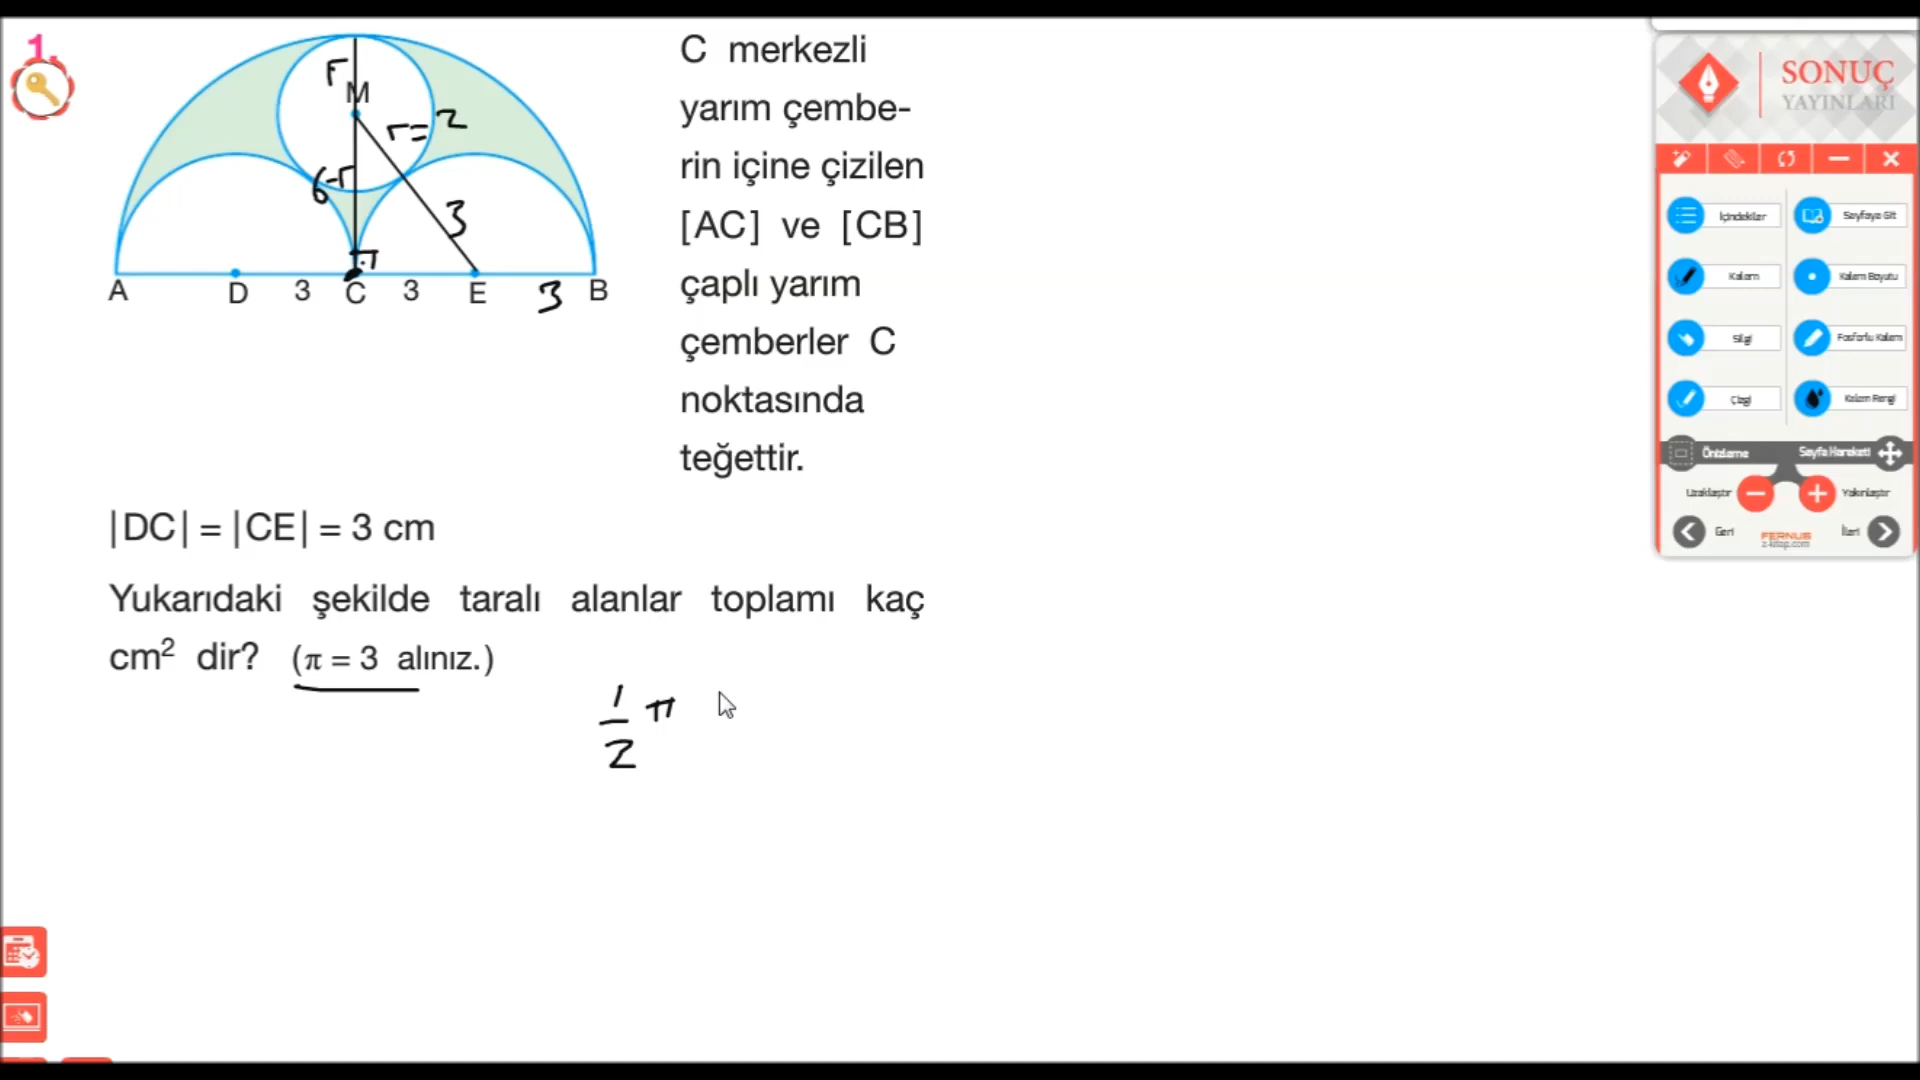 1.
C merkezli
yarım çembe-
rin içine çizilen
[AC] ve [CB]
çaplı yarım
çemberler C
noktasında
teğettir.
r
M
r=2
6-r
3
A D 3 C 3 E 3 B
|DC| = |CE| = 3 cm
Yukarıdaki şekilde taralı alanlar toplamı kaç
cm² dir? (π = 3 alınız.)
1/2 π
SONUÇ
YAYINLARI
İçindekiler
Sayfaya Git
Kalem
Kalem Boyutu
Silgi
Fosforlu Kalem
Çizgi
Kalem Rengi
Önizleme
Sayfa Hareketi
Uzaklaştır
Yakınlaştır
Geri
FERNUS
z-kitap.com
İleri